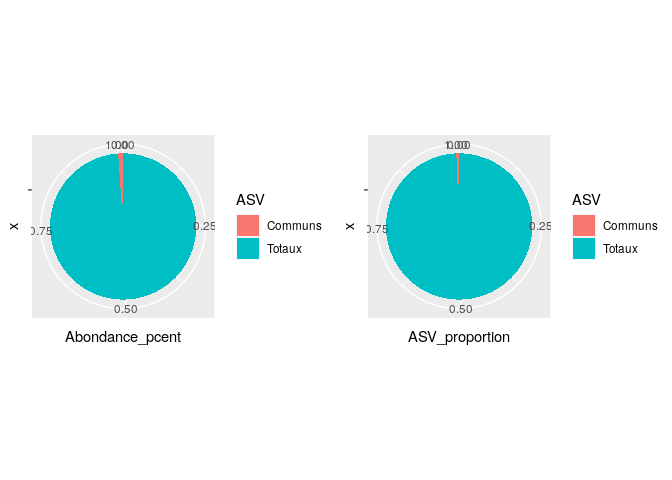 1.00
0.00
0.75
0.25
0.50
x
Abondance_pcent
ASV
Communs
Totaux
1.00
0.00
0.75
0.25
0.50
x
ASV_proportion
ASV
Communs
Totaux